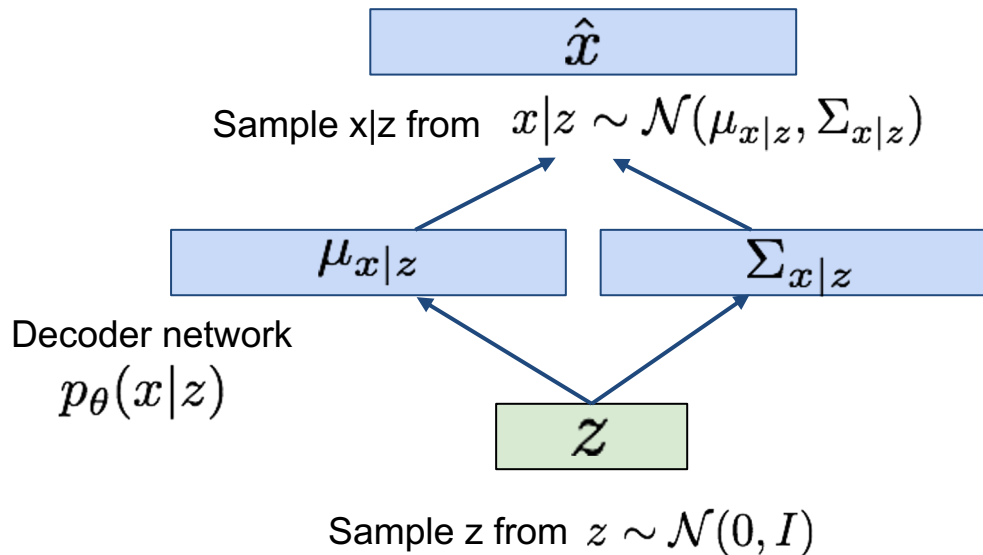 x̂
Sample x|z from x|z ∼ 𝒩(μ_{x|z}, Σ_{x|z})
μ_{x|z} Σ_{x|z}
Decoder network
p_θ(x|z)
z
Sample z from z ∼ 𝒩(0, I)